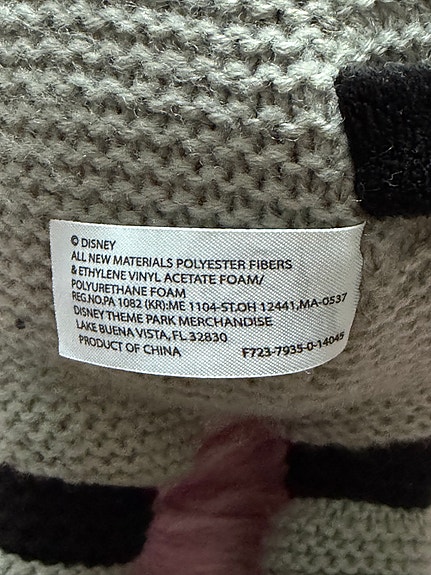 © DISNEY
ALL NEW MATERIALS POLYESTER FIBERS
& ETHYLENE VINYL ACETATE FOAM/
POLYURETHANE FOAM
REG.NO.PA 1082 (KR):ME 1104-ST.OH 12441,MA-0537
DISNEY THEME PARK MERCHANDISE
LAKE BUENA VISTA, FL 32830
PRODUCT OF CHINA F723-7935-0-14045